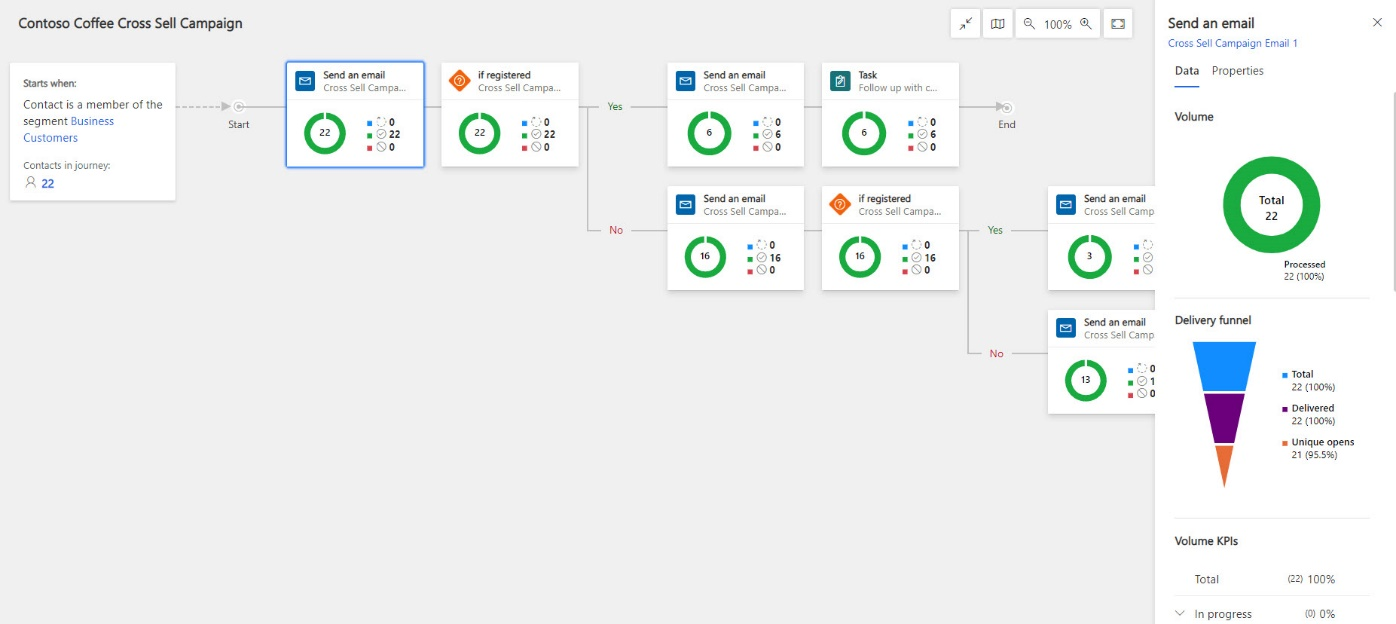 Contoso Coffee Cross Sell Campaign
100%
Starts when:
Contact is a member of the
segment Business
Customers
Contacts in journey:
22
Start
Send an email
Cross Sell Campa...
22
0
22
0
if registered
Cross Sell Campa...
22
0
22
0
Yes
Send an email
Cross Sell Campa...
6
0
6
0
Task
Follow up with c...
6
0
6
0
End
No
Send an email
Cross Sell Campa...
16
0
16
0
if registered
Cross Sell Campa...
16
0
16
0
Yes
Send an email
Cross Sell Camp
3
No
Send an email
Cross Sell Camp
13
0
1
0
Send an email
Cross Sell Campaign Email 1
Data Properties
Volume
Total
22
Processed
22 (100%)
Delivery funnel
Total
22 (100%)
Delivered
22 (100%)
Unique opens
21 (95.5%)
Volume KPIs
Total (22) 100%
In progress (0) 0%